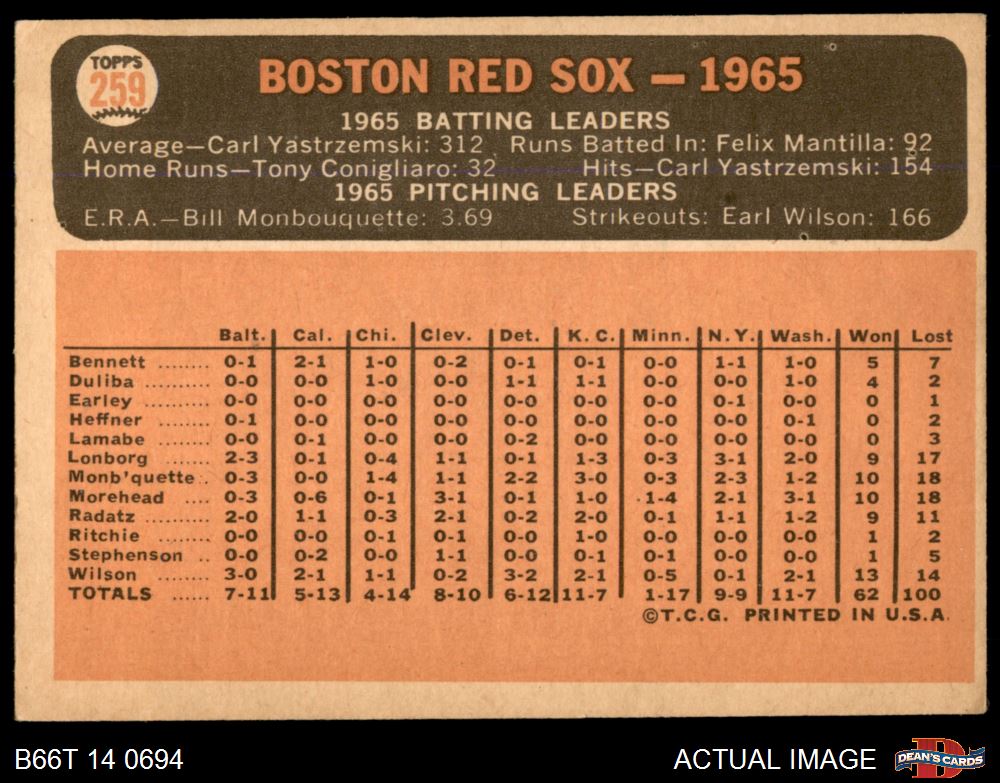 TOPPS
259
BOSTON RED SOX — 1965
1965 BATTING LEADERS
Average—Carl Yastrzemski: 312 Runs Batted In: Felix Mantilla: 92
Home Runs—Tony Conigliaro: 32 Hits—Carl Yastrzemski: 154
1965 PITCHING LEADERS
E.R.A.—Bill Monbouquette: 3.69 Strikeouts: Earl Wilson: 166
Balt. Cal. Chi. Clev. Det. K. C. Minn. N. Y. Wash. Won Lost
Bennett ........ 0-1 2-1 1-0 0-2 0-1 0-1 0-0 1-1 1-0 5 7
Duliba ......... 0-0 0-0 1-0 0-0 1-1 1-1 0-0 0-0 1-0 4 2
Earley .......... 0-0 0-0 0-0 0-0 0-0 0-0 0-0 0-1 0-0 0 1
Heffner ........ 0-1 0-0 0-0 0-0 0-0 0-0 0-0 0-0 0-1 0 2
Lamabe ........ 0-0 0-1 0-0 0-0 0-2 0-0 0-0 0-0 0-0 0 3
Lonborg ....... 2-3 0-1 0-4 1-1 0-1 1-3 0-3 3-1 2-0 9 17
Monb'quette . 0-3 0-0 1-4 1-1 2-2 3-0 0-3 2-3 1-2 10 18
Morehead .... 0-3 0-6 0-1 3-1 0-1 1-0 1-4 2-1 3-1 10 18
Radatz .......... 2-0 1-1 0-3 2-1 0-2 2-0 0-1 1-1 1-2 9 11
Ritchie .......... 0-0 0-0 0-1 0-1 0-0 1-0 0-0 0-0 0-0 1 2
Stephenson .. 0-0 0-2 0-0 1-1 0-0 0-1 0-1 0-0 0-0 1 5
Wilson ........ 3-0 2-1 1-1 0-2 3-2 2-1 0-5 0-1 2-1 13 14
TOTALS ...... 7-11 5-13 4-14 8-10 6-12 11-7 1-17 9-9 11-7 62 100
©T.C.G. PRINTED IN U.S.A.
B66T 14 0694 ACTUAL IMAGE D DEAN'S CARDS